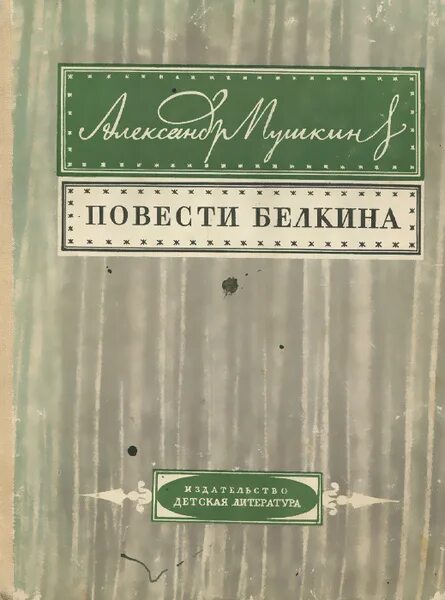 Александр Пушкин
ПОВЕСТИ БЕЛКИНА
ИЗДАТЕЛЬСТВО
ДЕТСКАЯ ЛИТЕРАТУРА